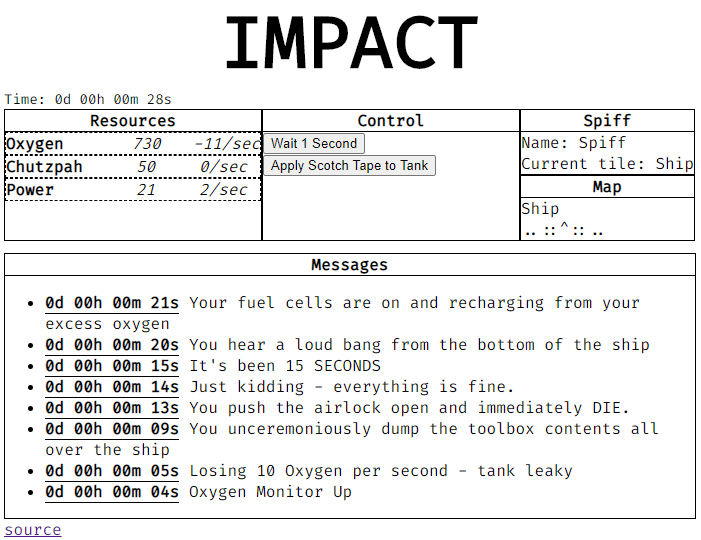 IMPACT
Time: 0d 00h 00m 28s
Resources
Oxygen 730 -11/sec
Chutzpah 50 0/sec
Power 21 2/sec
Control
Wait 1 Second
Apply Scotch Tape to Tank
Spiff
Name: Spiff
Current tile: Ship
Map
Ship
..::^::..
Messages
0d 00h 00m 21s Your fuel cells are on and recharging from your
excess oxygen
0d 00h 00m 20s You hear a loud bang from the bottom of the ship
0d 00h 00m 15s It's been 15 SECONDS
0d 00h 00m 14s Just kidding - everything is fine.
0d 00h 00m 13s You push the airlock open and immediately DIE.
0d 00h 00m 09s You unceremoniously dump the toolbox contents all
over the ship
0d 00h 00m 05s Losing 10 Oxygen per second - tank leaky
0d 00h 00m 04s Oxygen Monitor Up
source